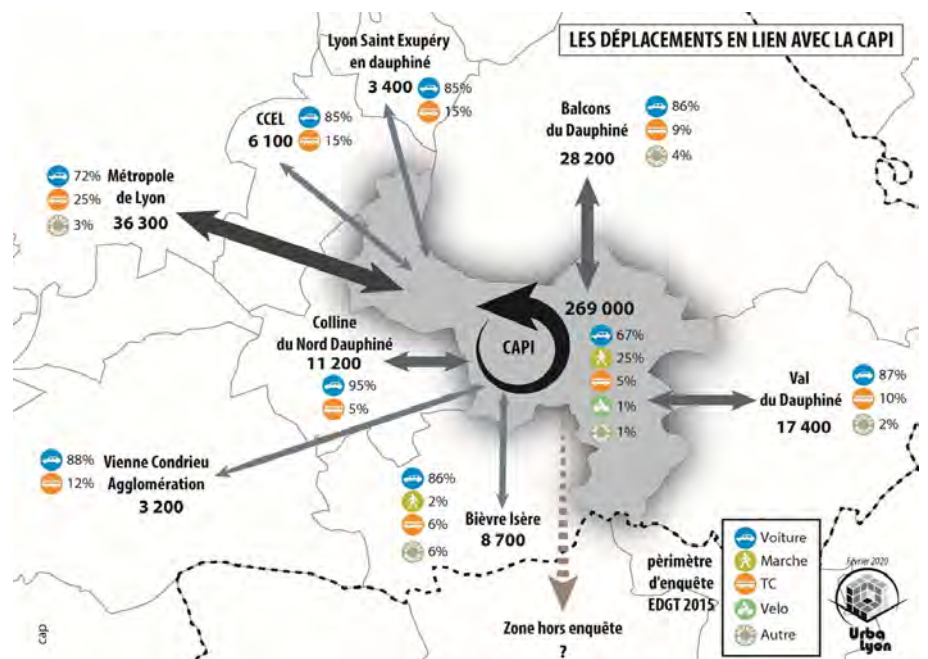 LES DÉPLACEMENTS EN LIEN AVEC LA CAPI
Lyon Saint Exupéry
en dauphiné
3 400
85%
15%
CCEL
6 100
85%
15%
Balcons
du Dauphiné
28 200
86%
9%
4%
72%
25%
3%
Métropole
de Lyon
36 300
269 000
67%
25%
5%
1%
1%
CAPI
Colline
du Nord Dauphiné
11 200
95%
5%
Val
du Dauphiné
17 400
87%
10%
2%
88%
12%
Vienne Condrieu
Agglomération
3 200
86%
2%
6%
6%
Bièvre Isère
8 700
Zone hors enquête
?
pèrimètre
d'enquête
EDGT 2015
Voiture
Marche
TC
Velo
Autre
Février 2020
Urba
Lyon
cap